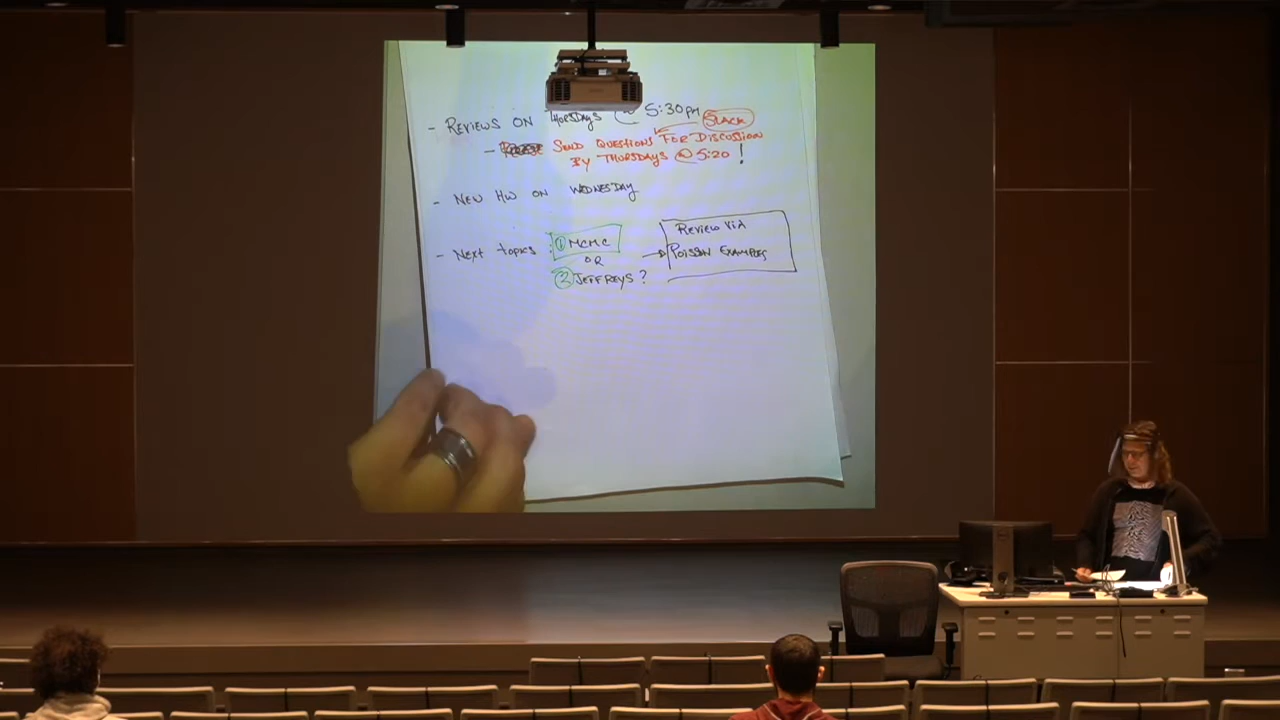 - REVIEWS ON THURSDAYS @ 5:30PM
SLACK
- SEND QUESTIONS FOR DISCUSSION
BY THURSDAYS @ 5:20 !
- NEW HW ON WEDNESDAY
- NEXT TOPICS : ① MCMC
OR
② JEFFREYS ?
→ REVIEW VIA
POISSON EXAMPLES